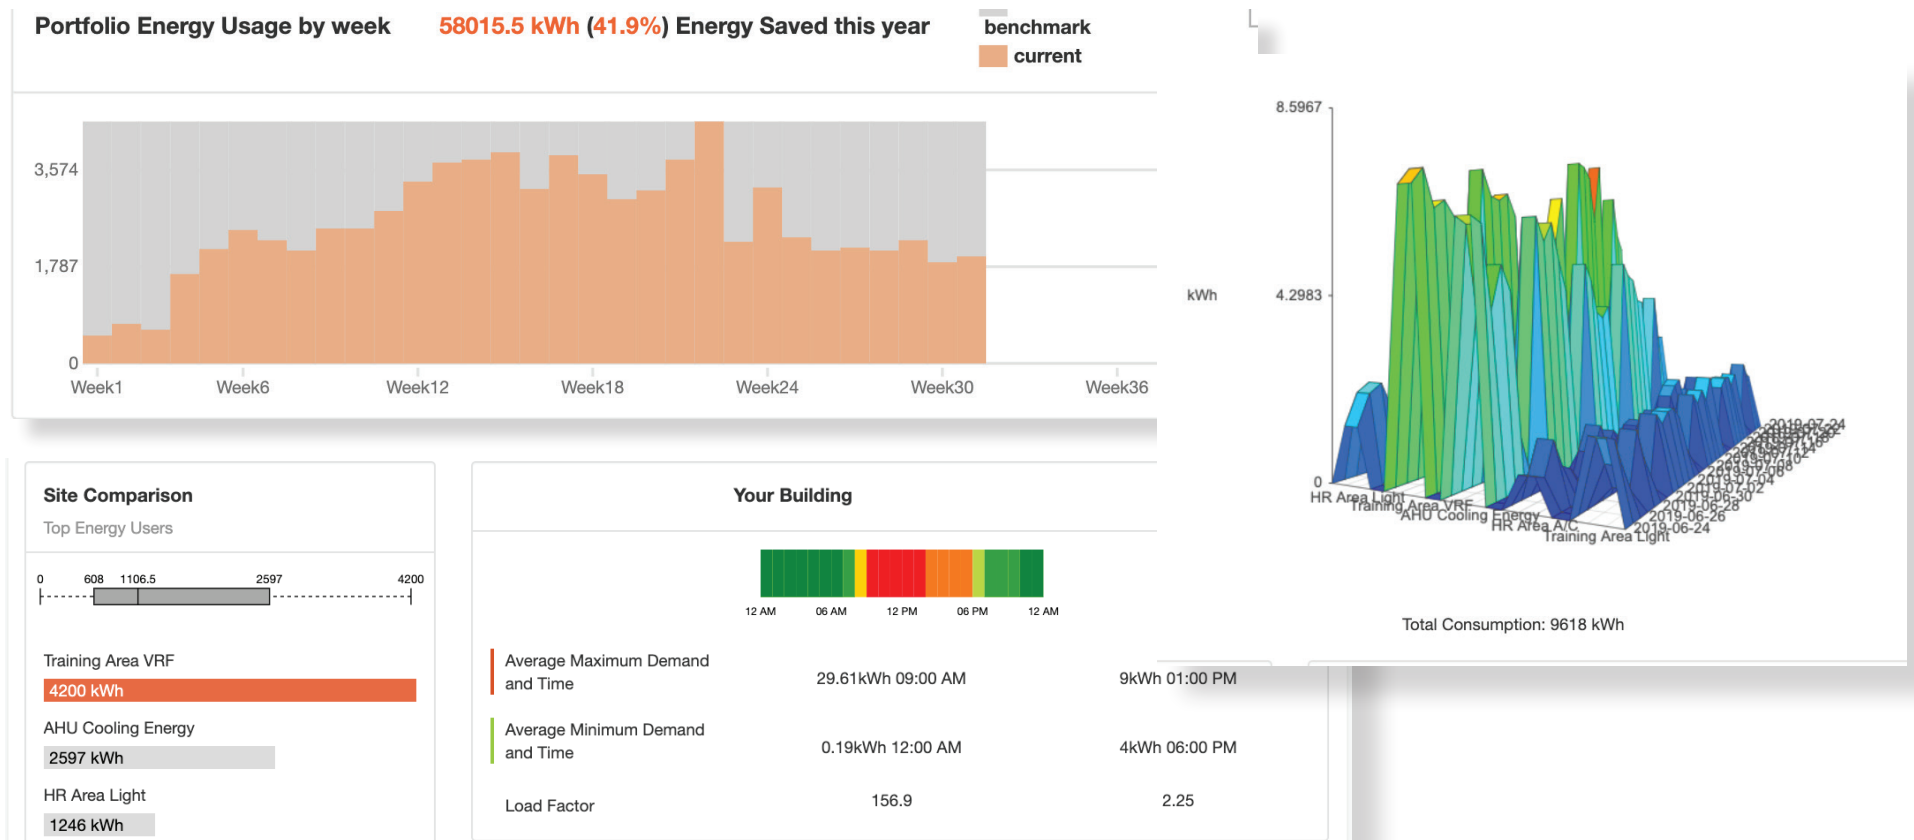 Portfolio Energy Usage by week
58015.5 kWh (41.9%) Energy Saved this year
benchmark
current
3,574
1,787
0
Week1
Week6
Week12
Week18
Week24
Week30
Week36
8.5967
kWh
4.2983
0
HR Area Light
Training Area VRF
AHU Cooling Energy
HR Area A/C
Training Area Light
2019-06-24
2019-06-26
2019-06-28
2019-06-30
2019-07-02
2019-07-04
2019-07-24
Total Consumption: 9618 kWh
Site Comparison
Top Energy Users
0 608 1106.5 2597 4200
Training Area VRF
4200 kWh
AHU Cooling Energy
2597 kWh
HR Area Light
1246 kWh
Your Building
12 AM 06 AM 12 PM 06 PM 12 AM
Average Maximum Demand
and Time
29.61kWh 09:00 AM
9kWh 01:00 PM
Average Minimum Demand
and Time
0.19kWh 12:00 AM
4kWh 06:00 PM
Load Factor
156.9
2.25